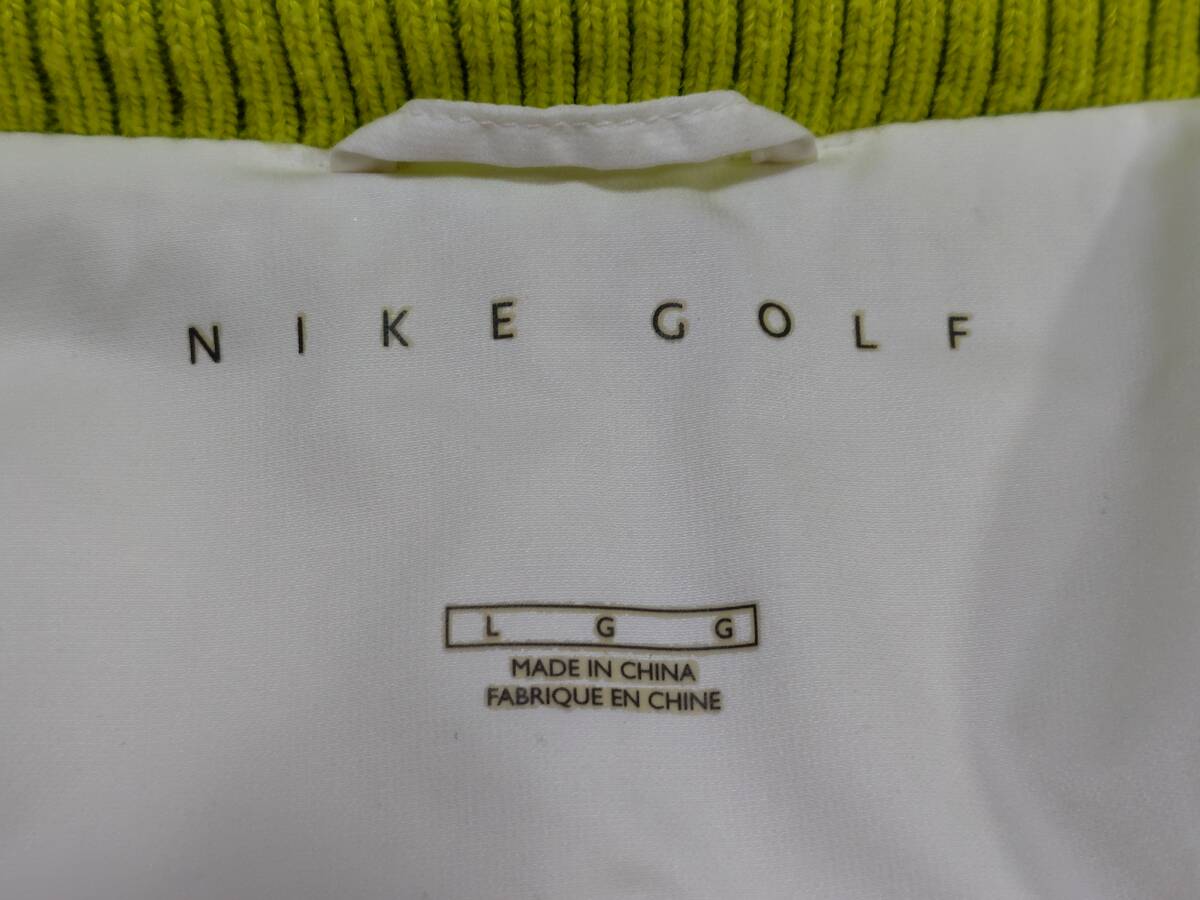 NIKE GOLF
L G G
MADE IN CHINA
FABRIQUE EN CHINE